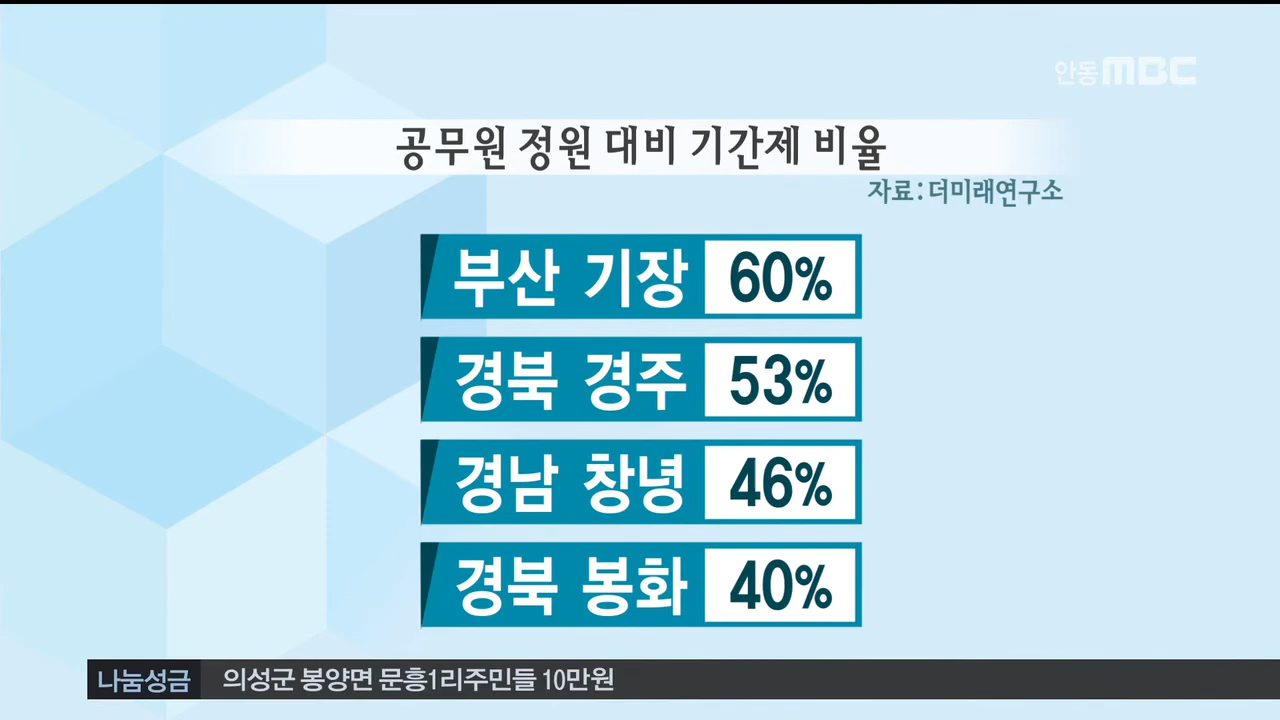 안동MBC
공무원 정원 대비 기간제 비율
자료:더미래연구소
부산 기장 60%
경북 경주 53%
경남 창녕 46%
경북 봉화 40%
나눔성금 의성군 봉양면 문흥1리주민들 10만원